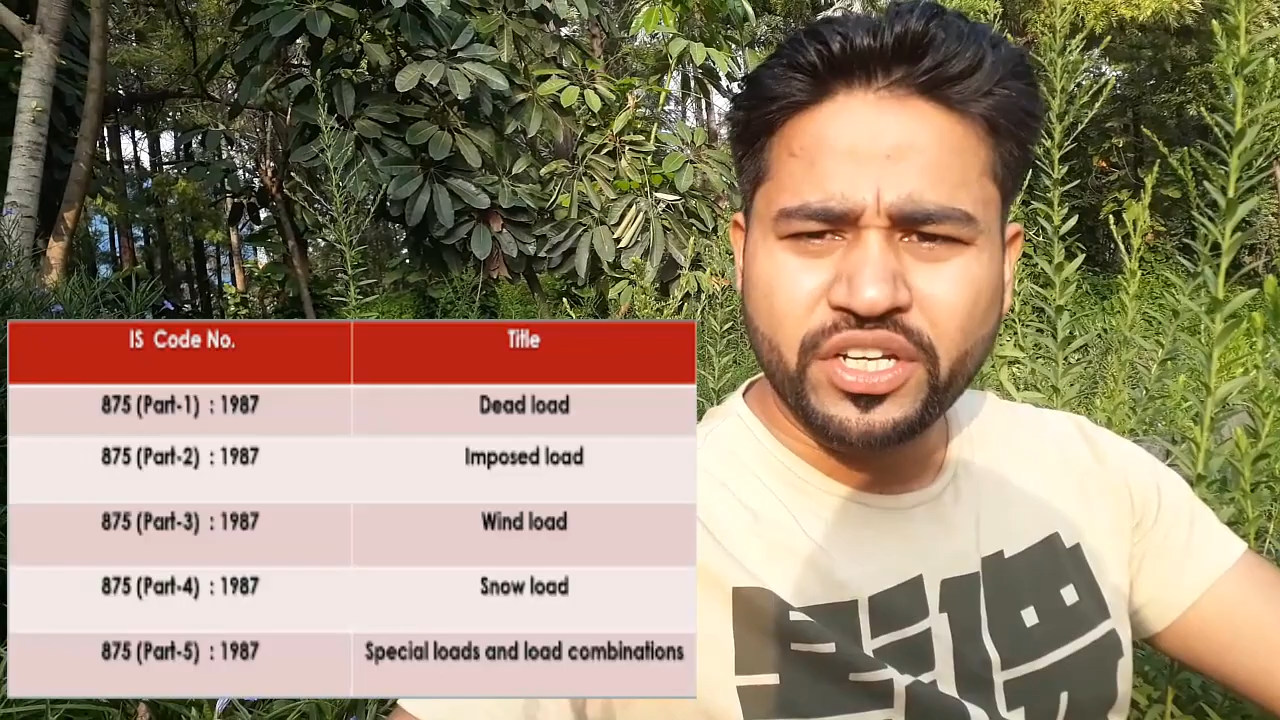 IS Code No. Title
875 (Part-1) : 1987 Dead load
875 (Part-2) : 1987 Imposed load
875 (Part-3) : 1987 Wind load
875 (Part-4) : 1987 Snow load
875 (Part-5) : 1987 Special loads and load combinations